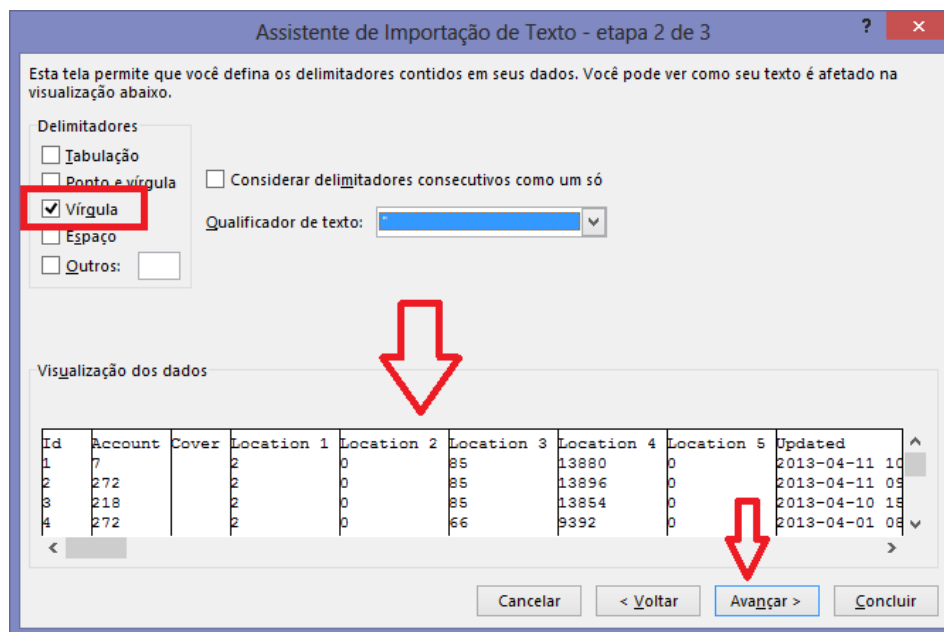 Assistente de Importação de Texto - etapa 2 de 3
? ×
Esta tela permite que você defina os delimitadores contidos em seus dados. Você pode ver como seu texto é afetado na
visualização abaixo.
Delimitadores
Tabulação
Ponto e vírgula
Considerar delimitadores consecutivos como um só
Vírgula
Qualificador de texto: "
Espaço
Outros:
Visualização dos dados
Id Account Cover Location 1 Location 2 Location 3 Location 4 Location 5 Updated
1 7 2 0 85 13880 0 2013-04-11 10
2 272 2 0 85 13896 0 2013-04-11 09
3 218 2 0 85 13854 0 2013-04-10 15
4 272 2 0 66 9392 0 2013-04-01 08
Cancelar < Voltar Avançar > Concluir